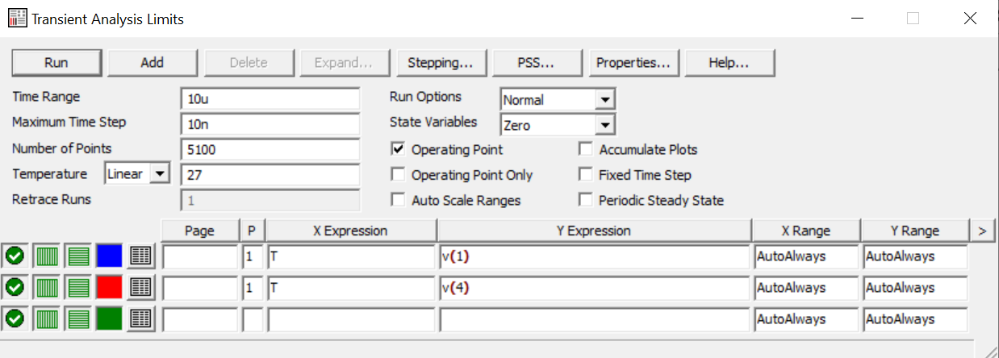 Transient Analysis Limits
Run Add Delete Expand... Stepping... PSS... Properties... Help...
Time Range 10u Run Options Normal
Maximum Time Step 10n State Variables Zero
Number of Points 5100 Operating Point Accumulate Plots
Temperature Linear 27 Operating Point Only Fixed Time Step
Retrace Runs 1 Auto Scale Ranges Periodic Steady State
Page P X Expression Y Expression X Range Y Range >
1 T v(1) AutoAlways AutoAlways
1 T v(4) AutoAlways AutoAlways
AutoAlways AutoAlways